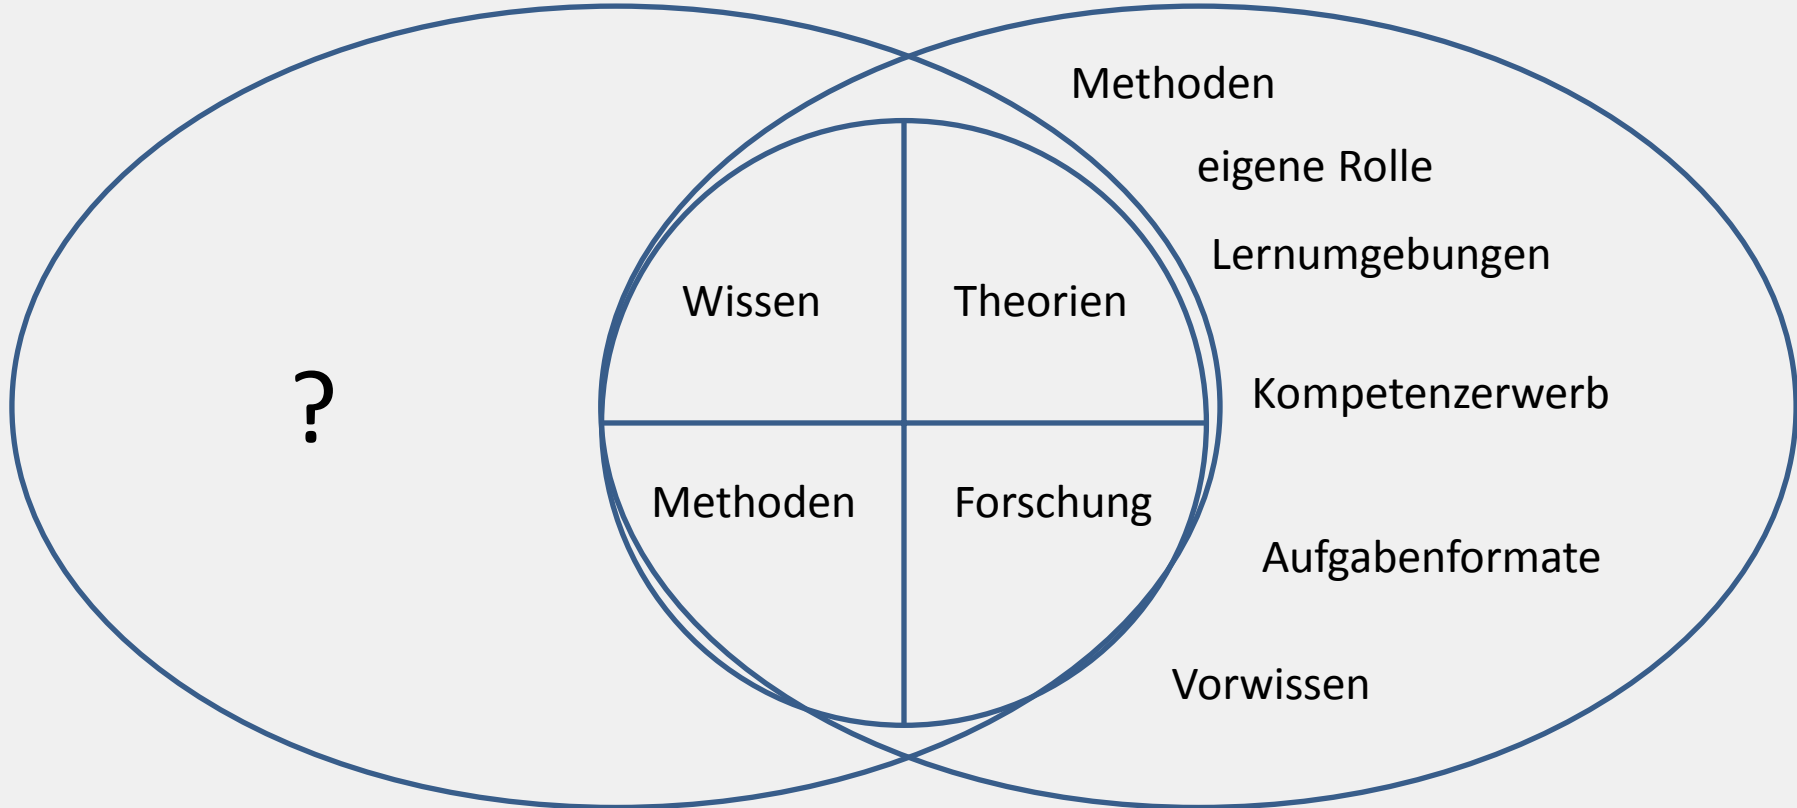 Methoden
eigene Rolle
Lernumgebungen
Wissen
Theorien
?
Kompetenzerwerb
Methoden
Forschung
Aufgabenformate
Vorwissen